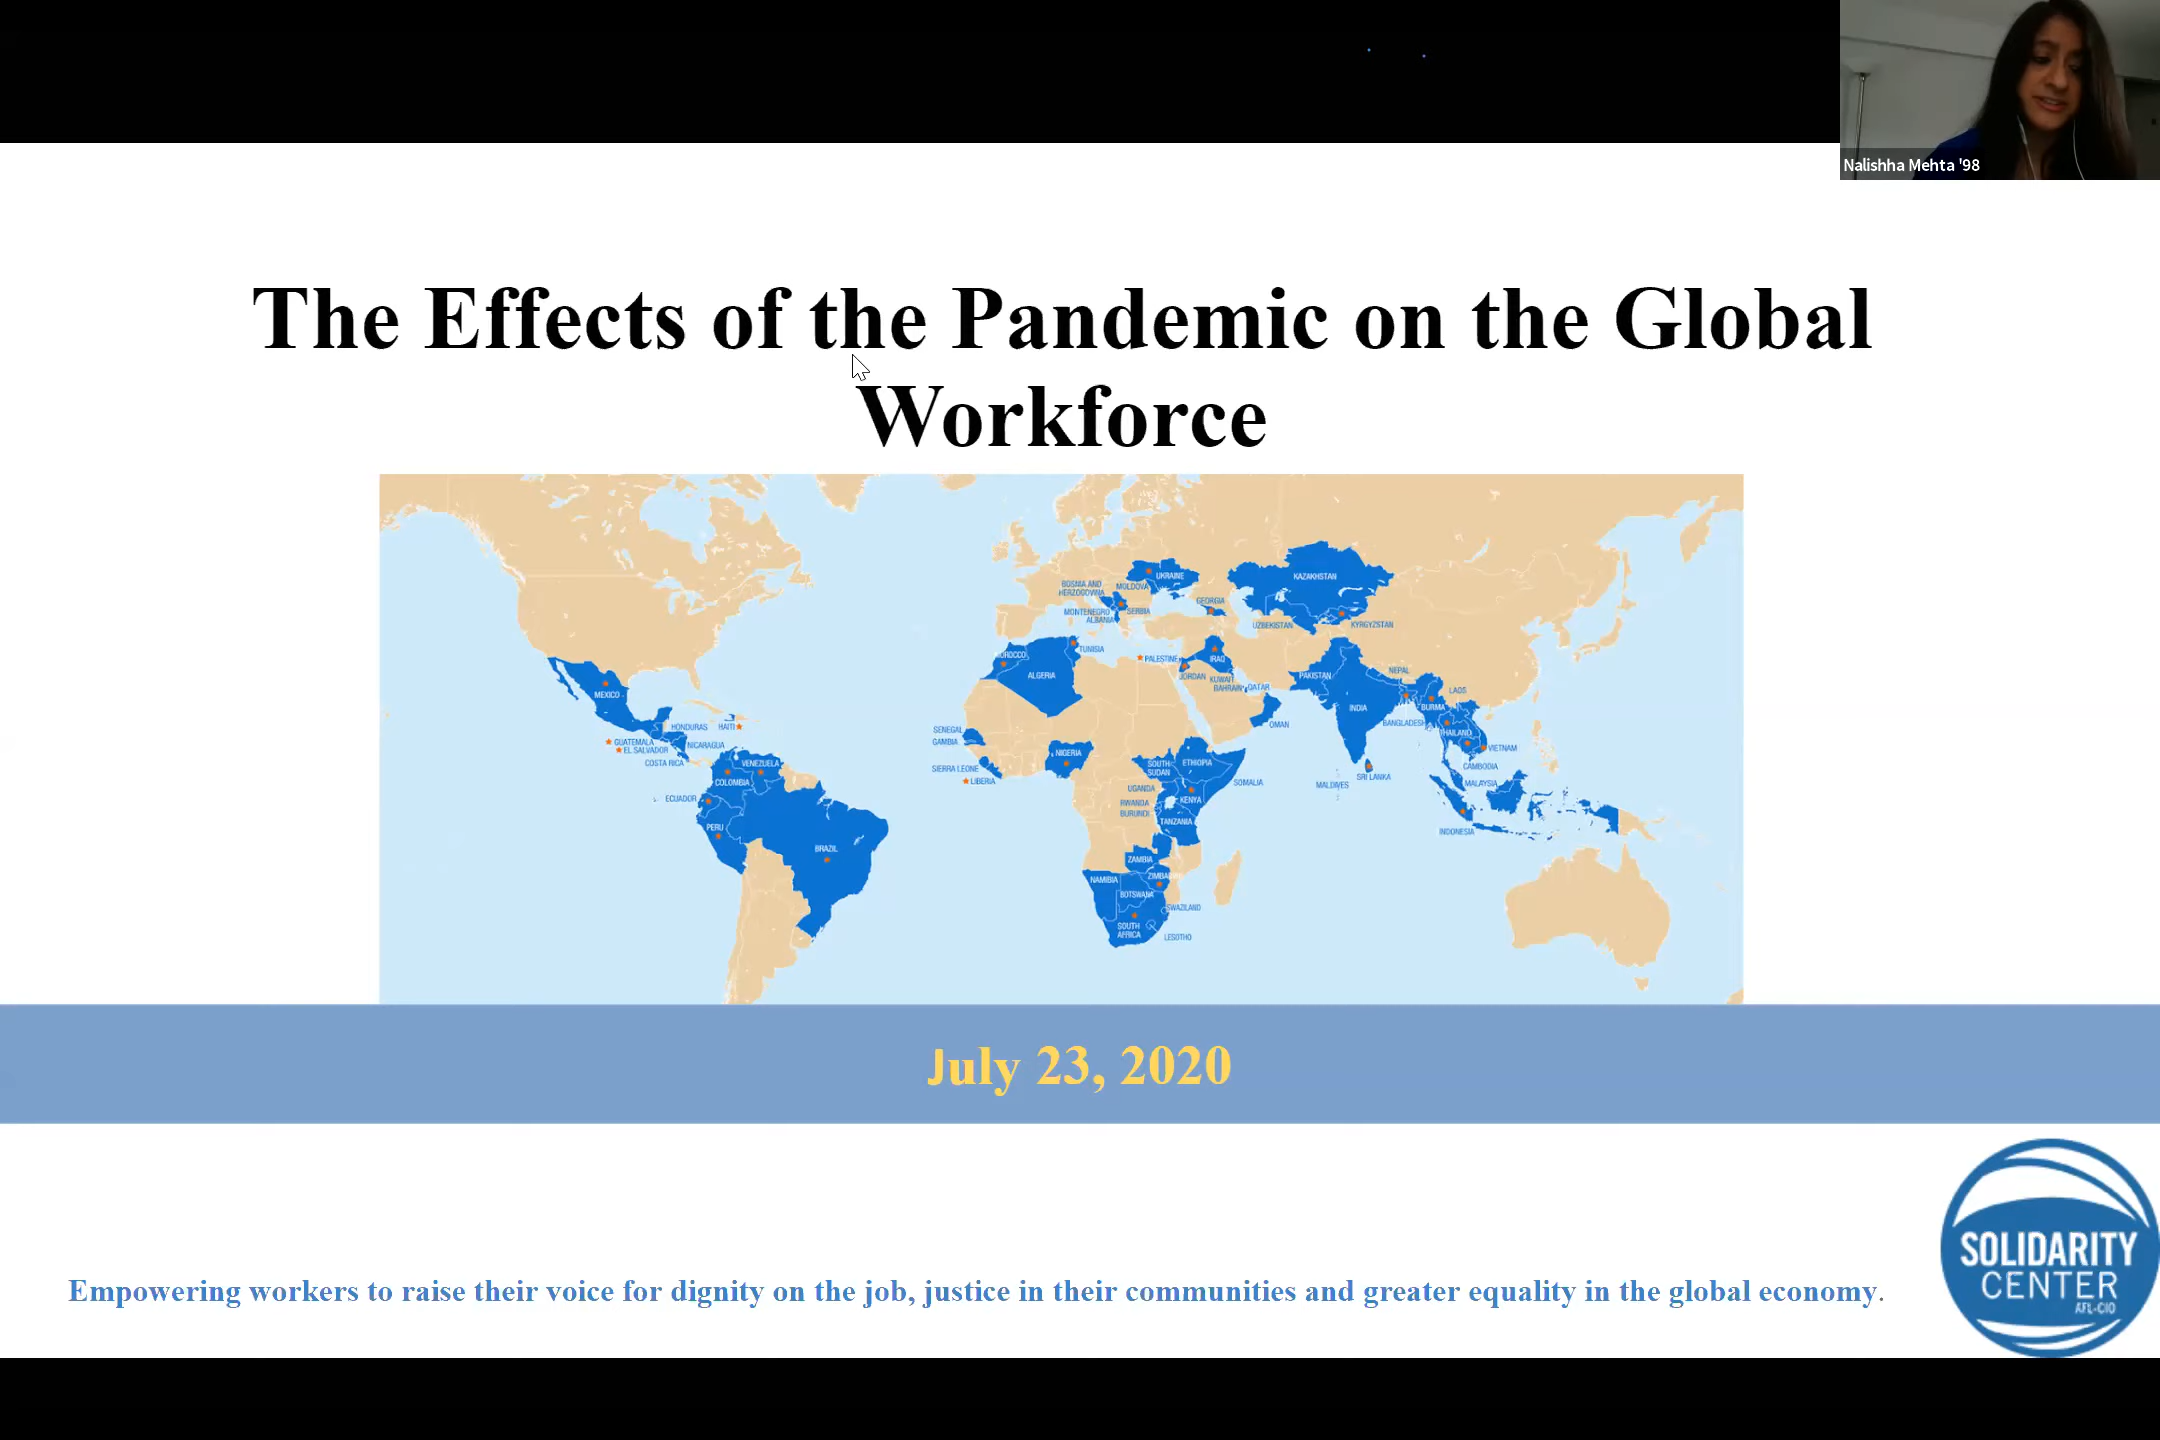 Nalishha Mehta '98
The Effects of the Pandemic on the Global
Workforce
UKRAINE
KAZAKHSTAN
BOSNIA AND
HERZOGOVINA
MOLDOVA
GEORGIA
MONTENEGRO
SERBIA
ALBANIA
UZBEKISTAN
KYRGYZSTAN
MOROCCO
TUNISIA
PALESTINE
IRAQ
ALGERIA
JORDAN
KUWAIT
BAHRAIN
QATAR
PAKISTAN
NEPAL
LAOS
MEXICO
INDIA
BURMA
BANGLADESH
OMAN
HONDURAS
HAITI
SENEGAL
GAMBIA
THAILAND
GUATEMALA
EL SALVADOR
NICARAGUA
VIETNAM
COSTA RICA
VENEZUELA
NIGERIA
SOUTH
SUDAN
ETHIOPIA
CAMBODIA
SIERRA LEONE
LIBERIA
COLOMBIA
SOMALIA
SRI LANKA
MALDIVES
MALAYSIA
ECUADOR
UGANDA
RWANDA
BURUNDI
KENYA
PERU
TANZANIA
INDONESIA
BRAZIL
ZAMBIA
NAMIBIA
ZIMBABWE
BOTSWANA
SWAZILAND
SOUTH
AFRICA
LESOTHO
July 23, 2020
SOLIDARITY
CENTER
AFL-CIO
Empowering workers to raise their voice for dignity on the job, justice in their communities and greater equality in the global economy.